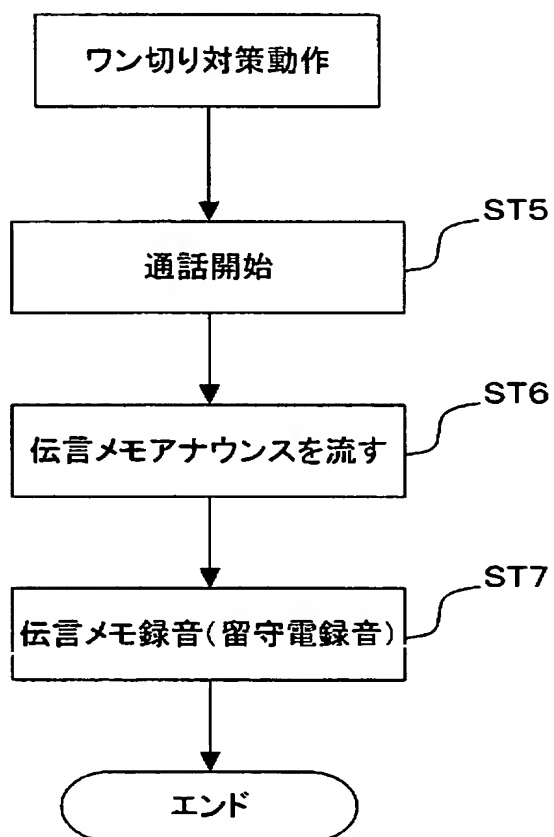 ワン切り対策動作
ST5
通話開始
ST6
伝言メモアナウンスを流す
ST7
伝言メモ録音(留守電録音)
エンド